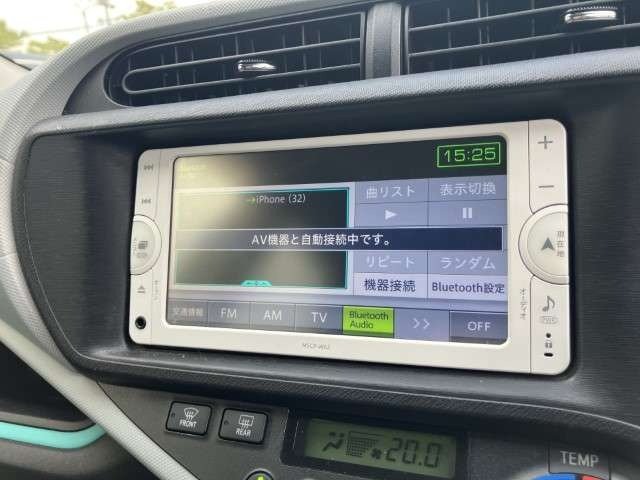 15:25
→iPhone (32)
曲リスト
表示切換
AV機器と自動接続中です。
リピート
ランダム
機器接続
Bluetooth設定
交通情報
FM
AM
TV
Bluetooth Audio
>>
OFF
現在地
オーディオ
PWR
FRONT
REAR
20.0
TEMP